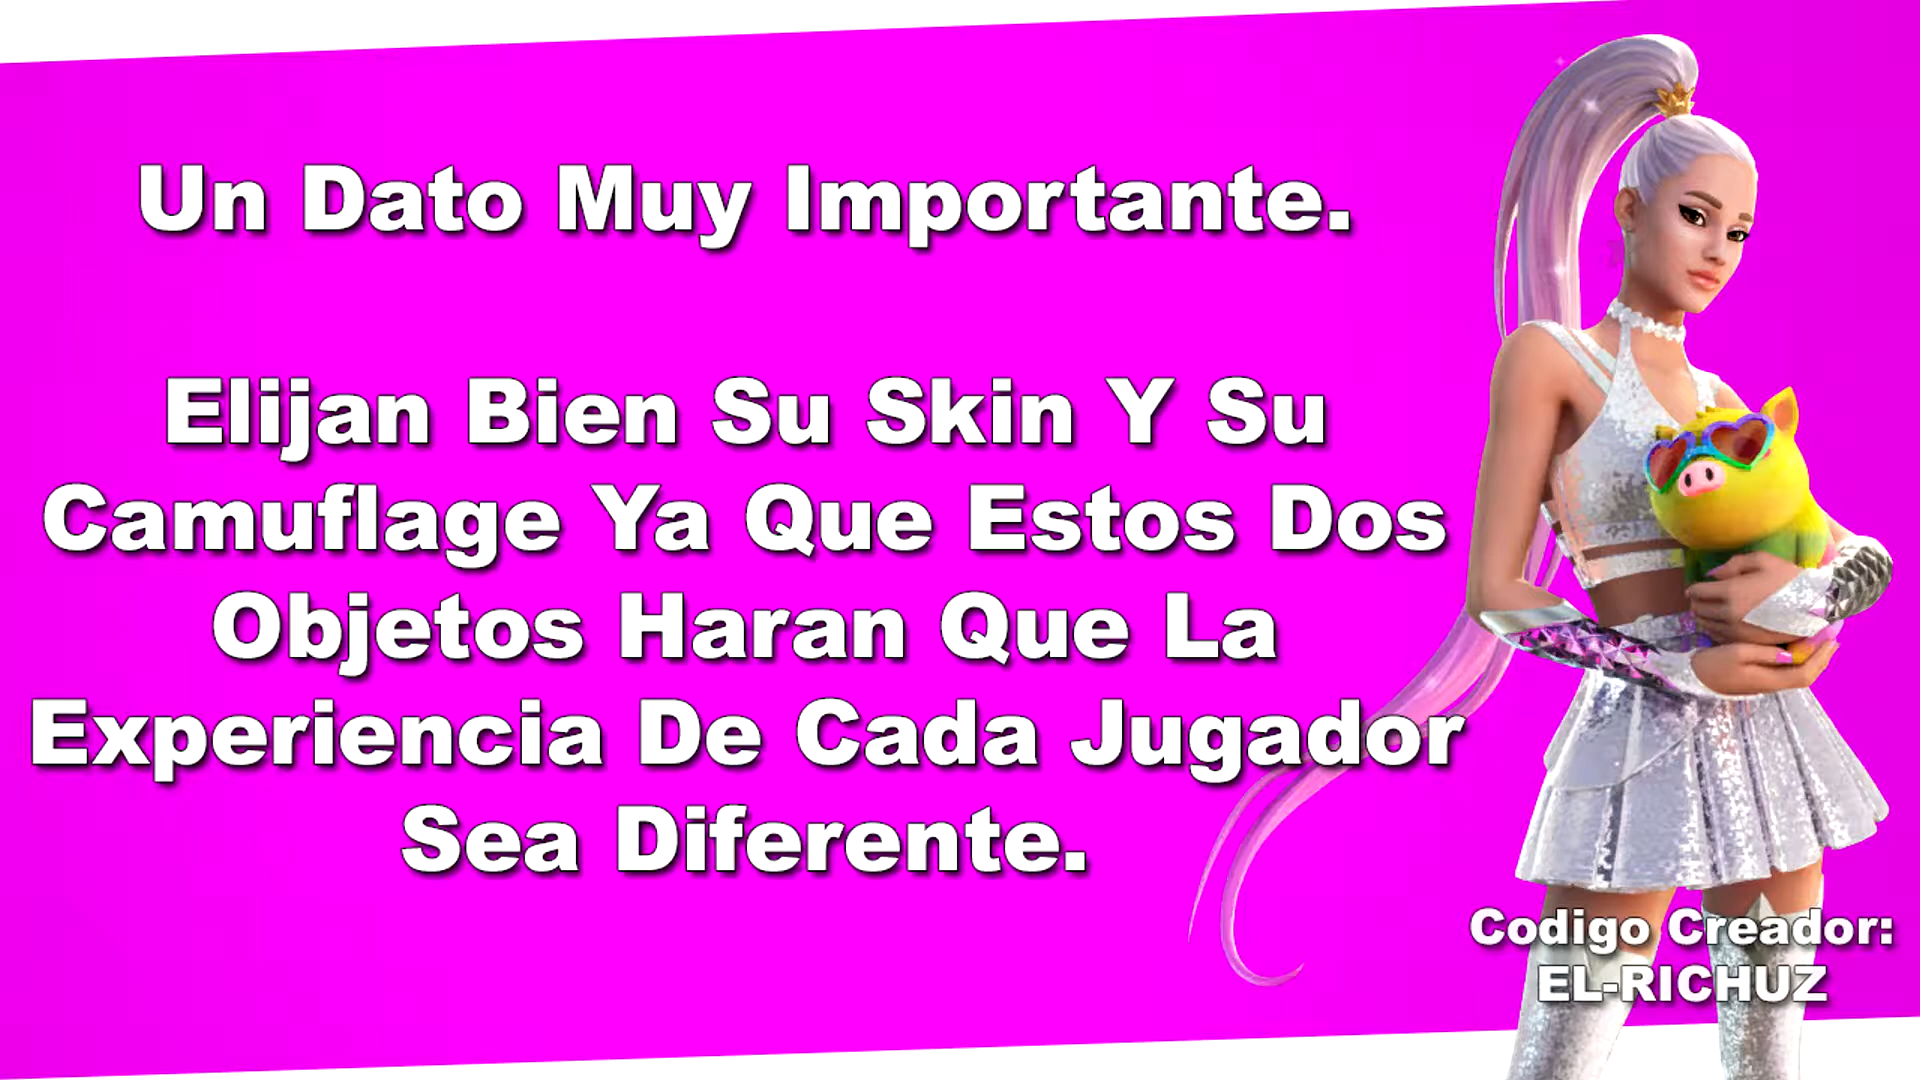 Un Dato Muy Importante.
Elijan Bien Su Skin Y Su
Camuflage Ya Que Estos Dos
Objetos Haran Que La
Experiencia De Cada Jugador
Sea Diferente.
Codigo Creador:
EL-RICHUZ